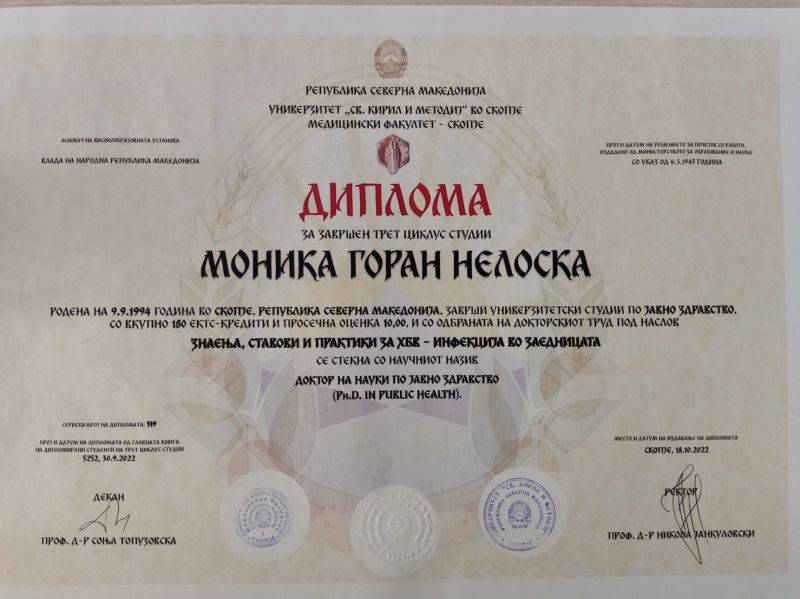 РЕПУБЛИКА СЕВЕРНА МАКЕДОНИЈА
УНИВЕРЗИТЕТ „СВ. КИРИЛ И МЕТОДИЈ“ ВО СКОПЈЕ
МЕДИЦИНСКИ ФАКУЛТЕТ - СКОПЈЕ
ОСНОВАЧ НА ВИСОКООБРАЗОВНАТА УСТАНОВА
ВЛАДА НА НАРОДНА РЕПУБЛИКА МАКЕДОНИЈА
БРОЈ И ДАТУМ НА РЕШЕНИЕТО ЗА ПОЧЕТОК СО РАБОТА,
ИЗДАДЕНО ОД МИНИСТЕРСТВОТО ЗА ОБРАЗОВАНИЕ И НАУКА
СО УКАЗ ОД 6.3.1947 ГОДИНА
ДИПЛОМА
ЗА ЗАВРШЕН ТРЕТ ЦИКЛУС СТУДИИ
МОНИКА ГОРАН НЕЛОСКА
РОДЕНА НА 9.9.1994 ГОДИНА ВО СКОПЈЕ, РЕПУБЛИКА СЕВЕРНА МАКЕДОНИЈА, ЗАВРШИ УНИВЕРЗИТЕТСКИ СТУДИИ ПО ЈАВНО ЗДРАВСТВО,
СО ВКУПНО 180 ЕКТС-КРЕДИТИ И ПРОСЕЧНА ОЦЕНКА 10,00, И СО ОДБРАНАТА НА ДОКТОРСКИОТ ТРУД ПОД НАСЛОВ
ЗНАЕЊА, СТАВОВИ И ПРАКТИКИ ЗА ХБВ - ИНФЕКЦИЈА ВО ЗАЕДНИЦАТА
СЕ СТЕКНА СО НАУЧНИОТ НАЗИВ
ДОКТОР НА НАУКИ ПО ЈАВНО ЗДРАВСТВО
(PH.D. IN PUBLIC HEALTH).
СЕРИСКИ БРОЈ НА ДИПЛОМАТА: 519
БРОЈ И ДАТУМ НА ДИПЛОМАТА ОД ГЛАВНАТА КНИГА
НА ДИПЛОМИРАНИ СТУДЕНТИ НА ТРЕТ ЦИКЛУС СТУДИИ
5252, 30.9.2022
МЕСТО И ДАТУМ НА ИЗДАВАЊЕ НА ДИПЛОМАТА
СКОПЈЕ, 18.10.2022
ДЕКАН
ПРОФ. Д-Р СОЊА ТОПУЗОВСКА
РЕКТОР
ПРОФ. Д-Р НИКОЛА ЈАНКУЛОВСКИ
СКОПЈЕ
УНИВЕРЗИТЕТ "СВ. КИРИЛ И МЕТОДИЈ"
СКОПЈЕ